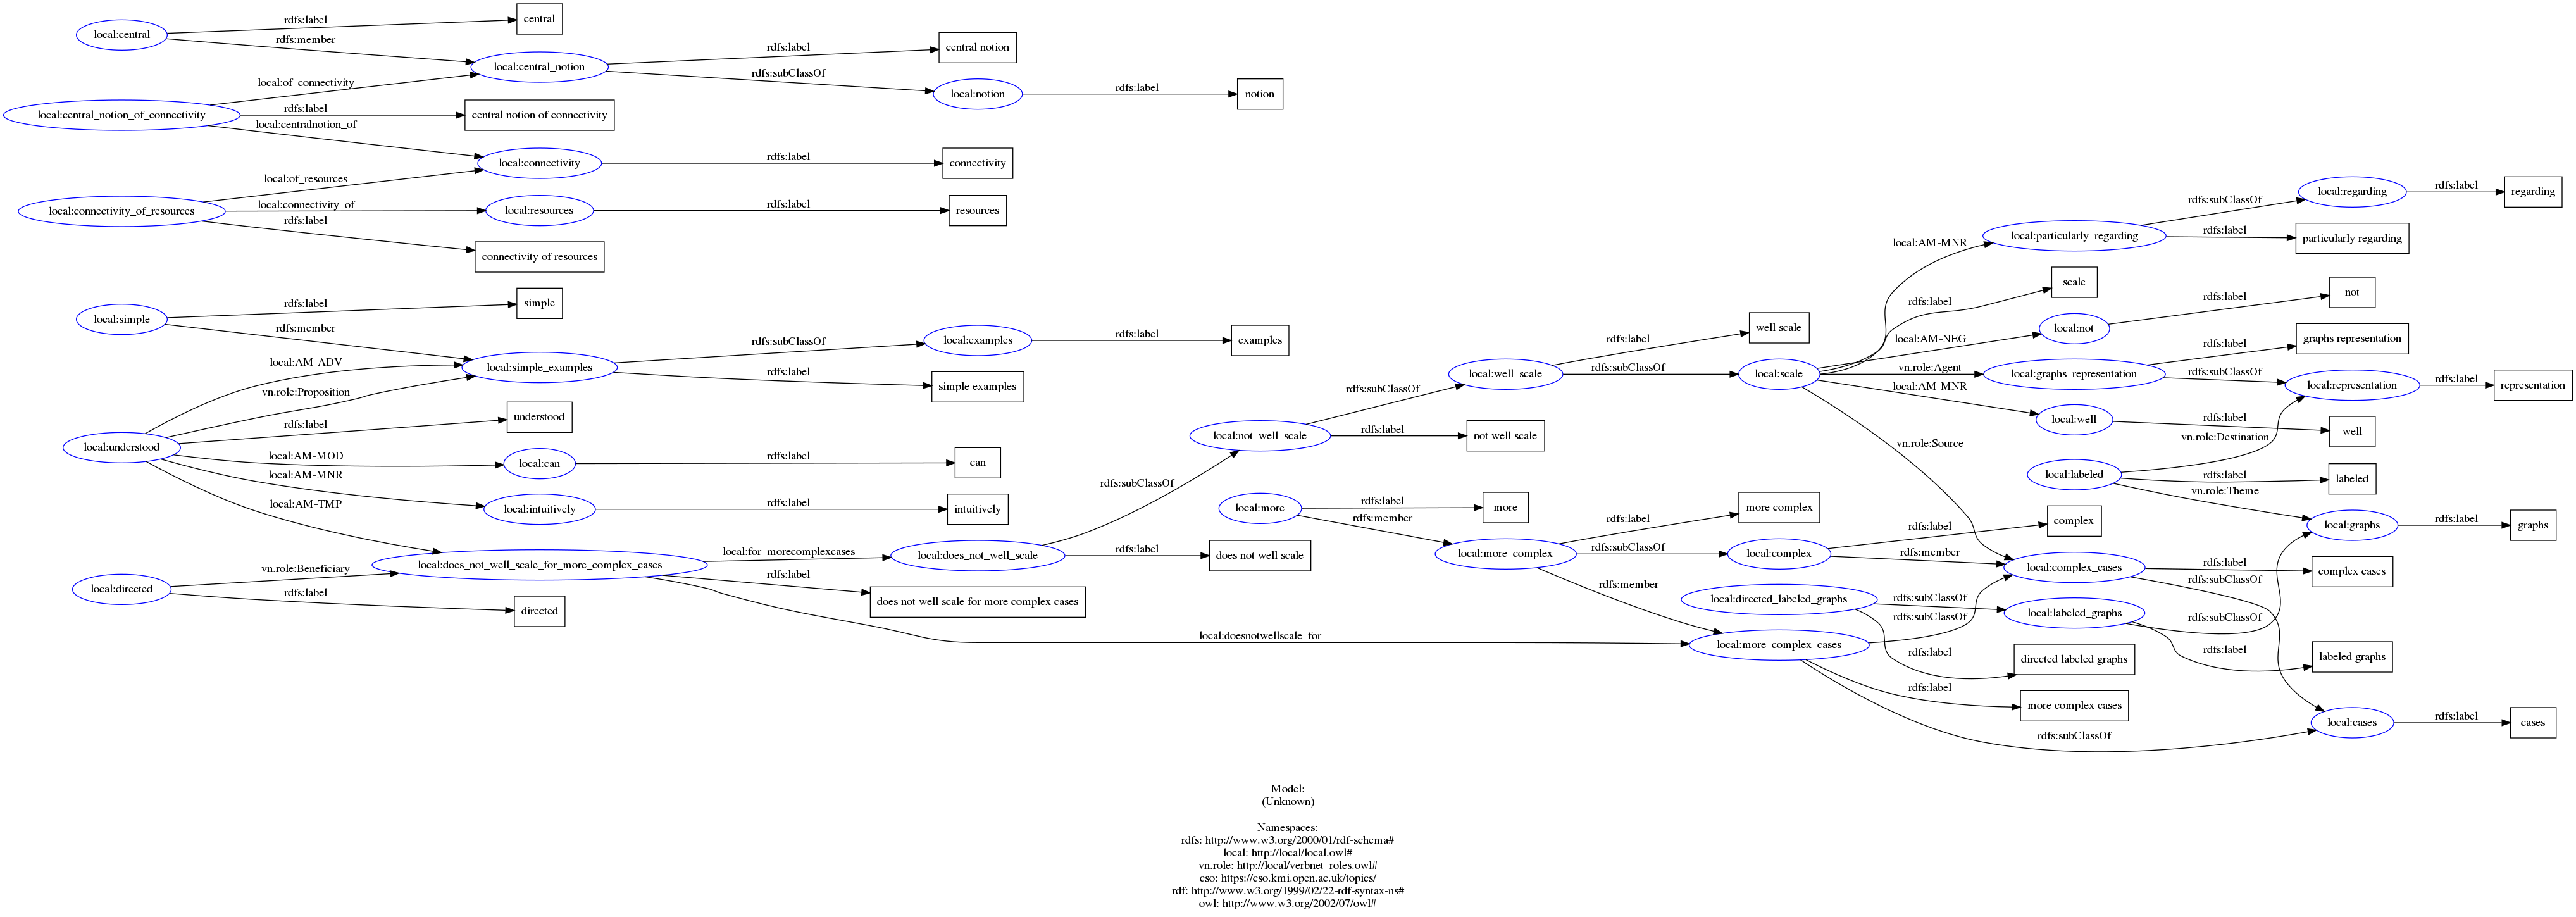 rdfs:label
central
local:central
rdfs:member
rdfs:label
central notion
local:central_notion
rdfs:subClassOf
local:of_connectivity
local:notion
rdfs:label
notion
local:central_notion_of_connectivity
rdfs:label
central notion of connectivity
local:centralnotion_of
local:connectivity
rdfs:label
connectivity
local:of_resources
local:connectivity_of_resources
local:connectivity_of
local:resources
rdfs:label
resources
rdfs:label
connectivity of resources
rdfs:label
simple
local:simple
rdfs:member
local:AM-ADV
local:simple_examples
rdfs:subClassOf
local:examples
rdfs:label
examples
rdfs:label
simple examples
vn.role:Proposition
local:understood
rdfs:label
understood
local:AM-MOD
local:can
rdfs:label
can
local:AM-MNR
local:intuitively
rdfs:label
intuitively
local:AM-TMP
local:does_not_well_scale_for_more_complex_cases
local:for_morecomplexcases
local:does_not_well_scale
rdfs:label
does not well scale
rdfs:label
does not well scale for more complex cases
local:doesnotwellscale_for
vn.role:Beneficiary
local:directed
rdfs:label
directed
rdfs:subClassOf
local:not_well_scale
rdfs:label
not well scale
rdfs:subClassOf
local:well_scale
rdfs:label
well scale
rdfs:subClassOf
local:scale
local:more
rdfs:label
more
rdfs:member
local:more_complex
rdfs:label
more complex
rdfs:subClassOf
local:complex
rdfs:label
complex
rdfs:member
rdfs:member
local:more_complex_cases
local:AM-MNR
local:particularly_regarding
rdfs:subClassOf
local:regarding
rdfs:label
regarding
rdfs:label
particularly regarding
rdfs:label
scale
local:AM-NEG
local:not
rdfs:label
not
vn.role:Agent
local:graphs_representation
rdfs:label
graphs representation
rdfs:subClassOf
local:representation
rdfs:label
representation
local:AM-MNR
local:well
rdfs:label
well
vn.role:Source
vn.role:Destination
local:labeled
rdfs:label
labeled
vn.role:Theme
local:graphs
rdfs:label
graphs
local:complex_cases
rdfs:label
complex cases
rdfs:subClassOf
local:directed_labeled_graphs
rdfs:subClassOf
local:labeled_graphs
rdfs:subClassOf
rdfs:label
labeled graphs
rdfs:subClassOf
rdfs:label
directed labeled graphs
rdfs:label
more complex cases
rdfs:subClassOf
local:cases
rdfs:label
cases
Model:
(Unknown)
Namespaces:
rdfs: http://www.w3.org/2000/01/rdf-schema#
local: http://local/local.owl#
vn.role: http://local/verbnet_roles.owl#
cso: https://cso.kmi.open.ac.uk/topics/
rdf: http://www.w3.org/1999/02/22-rdf-syntax-ns#
owl: http://www.w3.org/2002/07/owl#